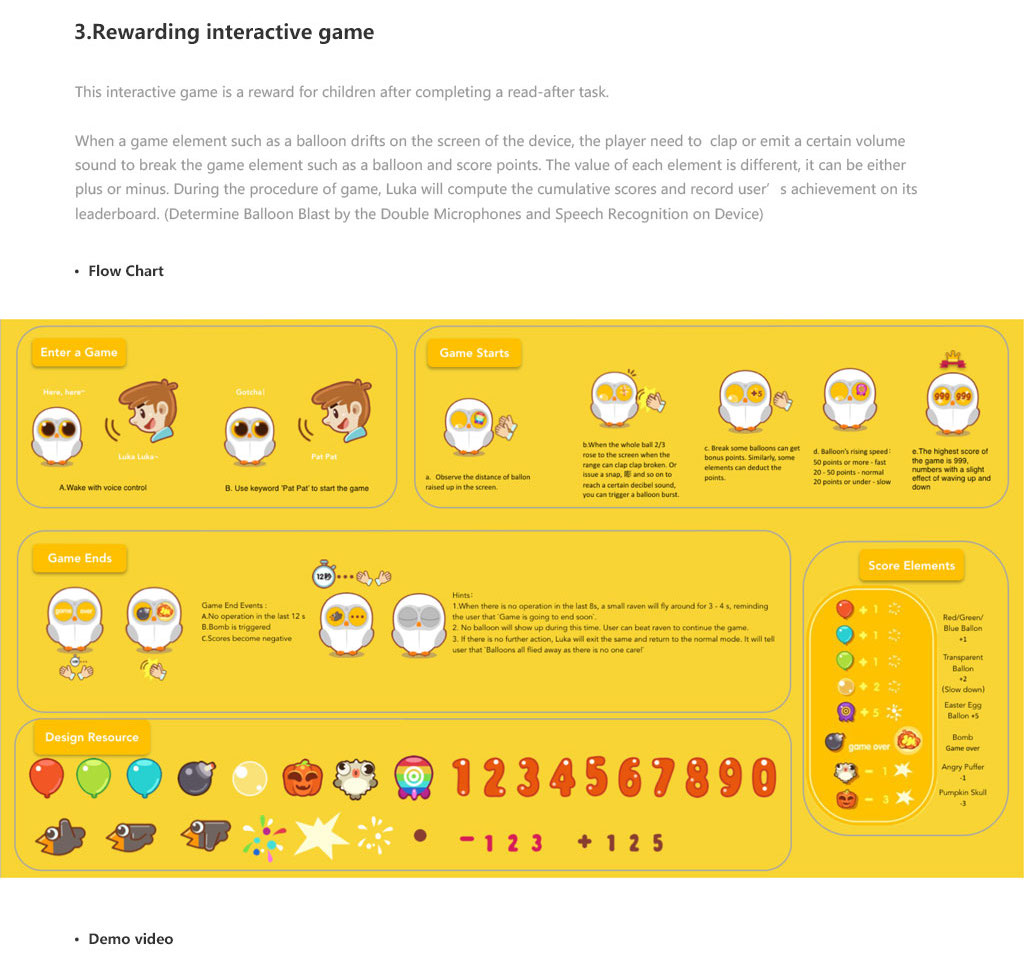 3.Rewarding interactive game
This interactive game is a reward for children after completing a read-after task.
When a game element such as a balloon drifts on the screen of the device, the player need to clap or emit a certain volume
sound to break the game element such as a balloon and score points. The value of each element is different, it can be either
plus or minus. During the procedure of game, Luka will compute the cumulative scores and record user’ s achievement on its
leaderboard. (Determine Balloon Blast by the Double Microphones and Speech Recognition on Device)
• Flow Chart
Enter a Game
Here, here~
Luka Luka~
A.Wake with voice control
Gotcha!
Pat Pat
B. Use keyword 'Pat Pat' to start the game
Game Starts
a. Observe the distance of ballon
raised up in the screen.
b.When the whole ball 2/3
rose to the screen when the
range can clap clap broken. Or
issue a snap, 嘭 and so on to
reach a certain decibel sound,
you can trigger a balloon burst.
+5
c. Break some balloons can get
bonus points. Similarly, some
elements can deduct the
points.
d. Balloon's rising speed:
50 points or more - fast
20 - 50 points - normal
20 points or under - slow
999 999
e.The highest score of
the game is 999,
numbers with a slight
effect of waving up and
down
Game Ends
game over
Game End Events :
A.No operation in the last 12 s
B.Bomb is triggered
C.Scores become negative
12秒
Hints:
1.When there is no operation in the last 8s, a small raven will fly around for 3 - 4 s, reminding
the user that 'Game is going to end soon'.
2. No balloon will show up during this time. User can beat raven to continue the game.
3. If there is no further action, Luka will exit the same and return to the normal mode. It will tell
user that 'Balloons all flied away as there is no one care!'
Score Elements
+ 1
+ 1
+ 1
+ 2
+ 5
game over
- 1
- 3
Red/Green/
Blue Ballon
+1
Transparent
Ballon
+2
(Slow down)
Easter Egg
Ballon +5
Bomb
Game over
Angry Puffer
-1
Pumpkin Skull
-3
Design Resource
1 2 3 4 5 6 7 8 9 0
- 1 2 3 + 1 2 5
• Demo video